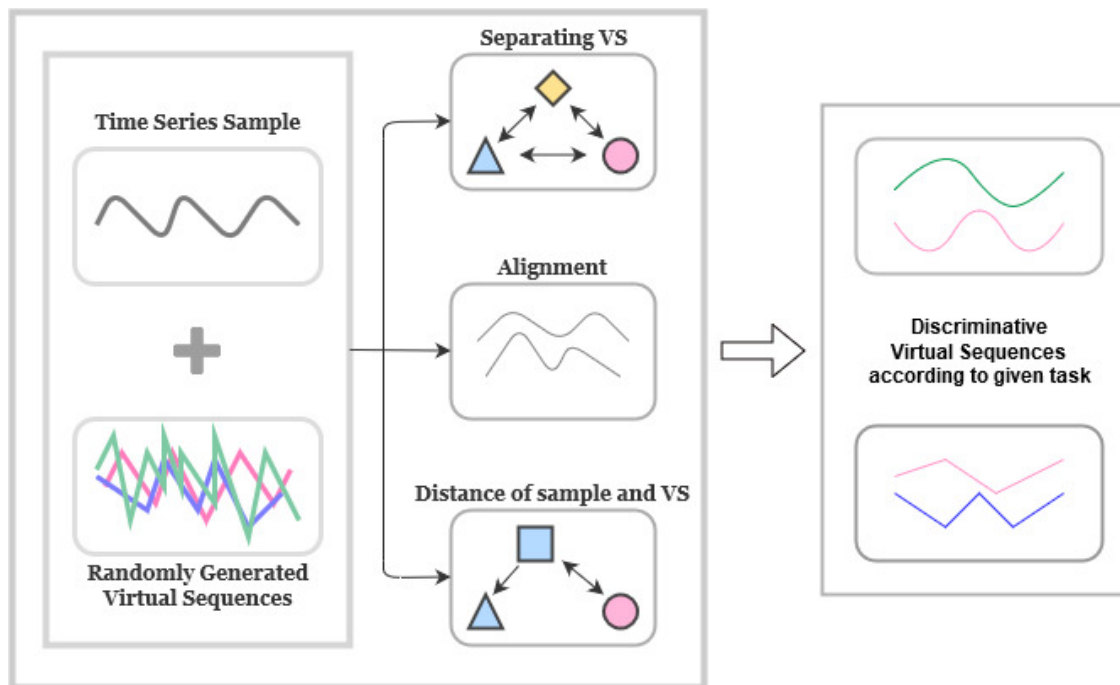 Time Series Sample
Randomly Generated
Virtual Sequences
Separating VS
Alignment
Distance of sample and VS
Discriminative
Virtual Sequences
according to given task